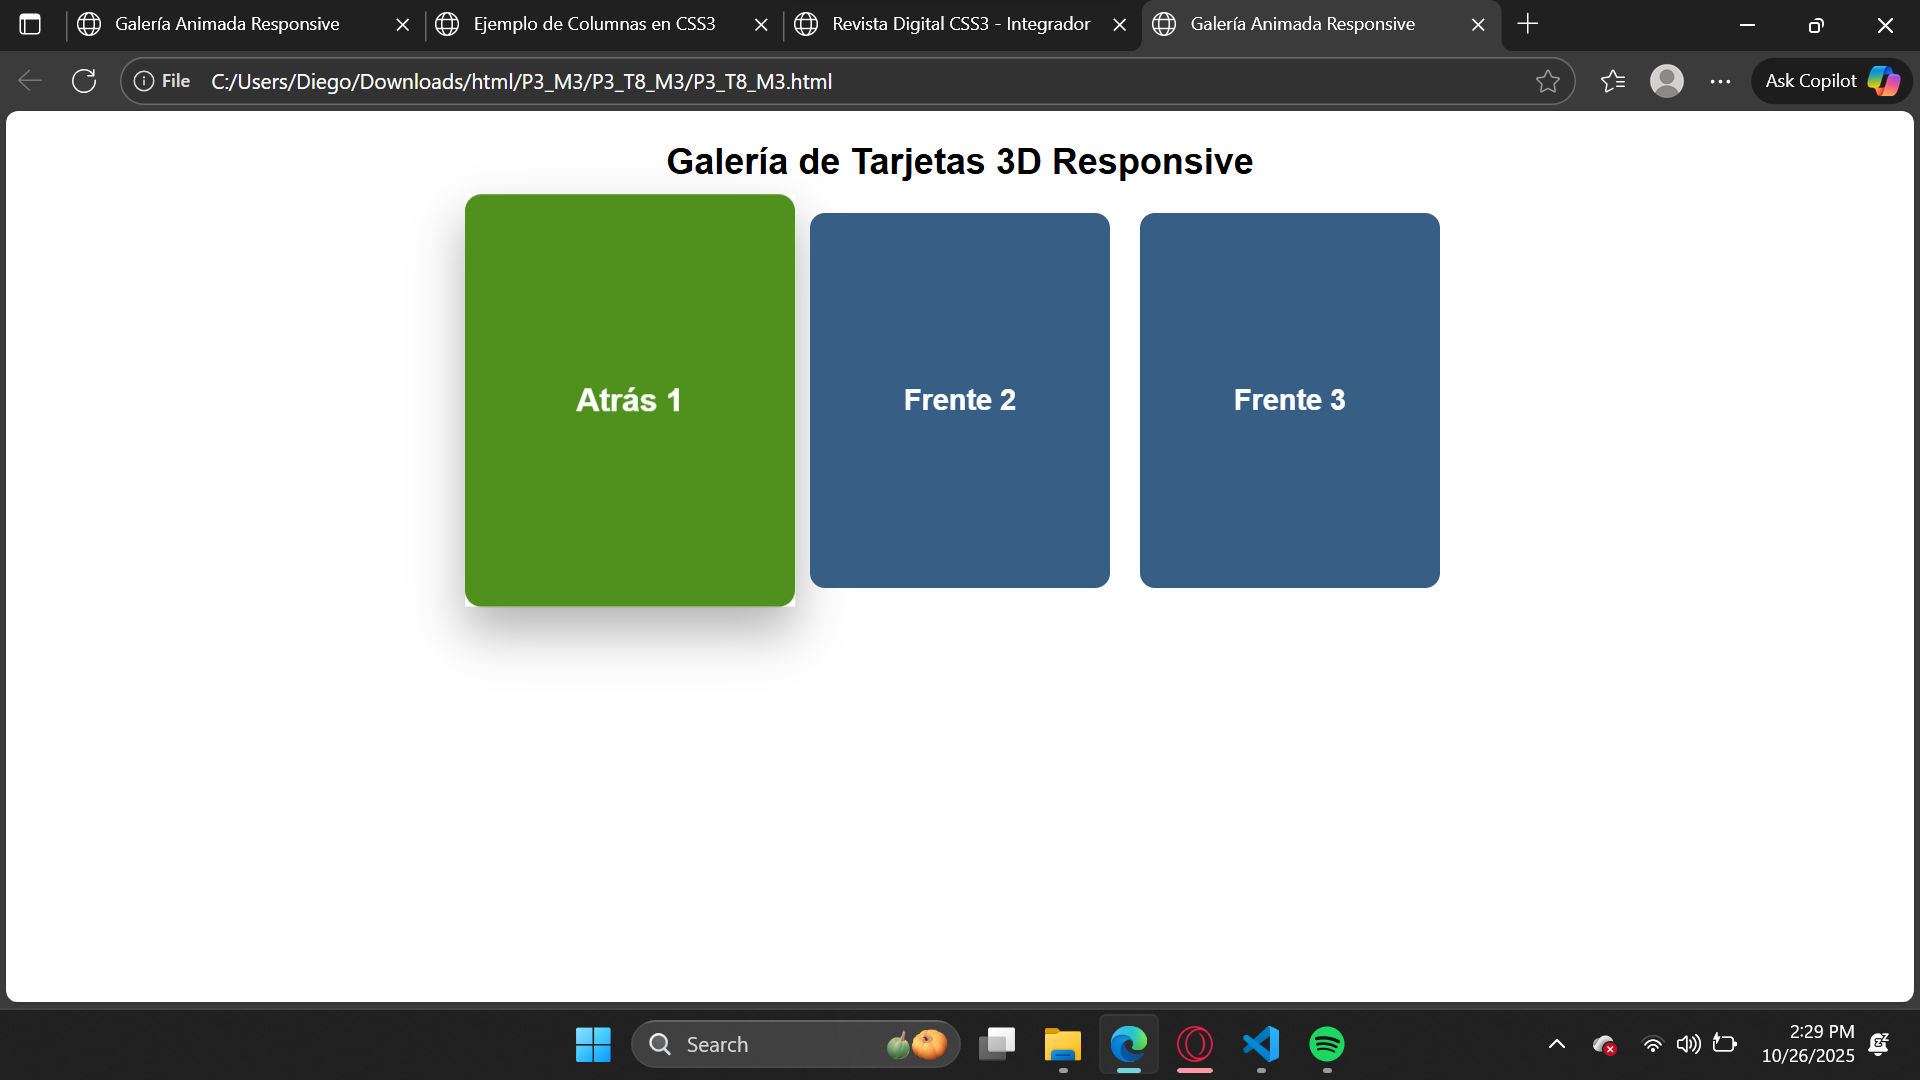 Galería Animada Responsive
Ejemplo de Columnas en CSS3
Revista Digital CSS3 - Integrador
Galería Animada Responsive
File C:/Users/Diego/Downloads/html/P3_M3/P3_T8_M3/P3_T8_M3.html
Ask Copilot
Galería de Tarjetas 3D Responsive
Atrás 1
Frente 2
Frente 3
Search
2:29 PM
10/26/2025